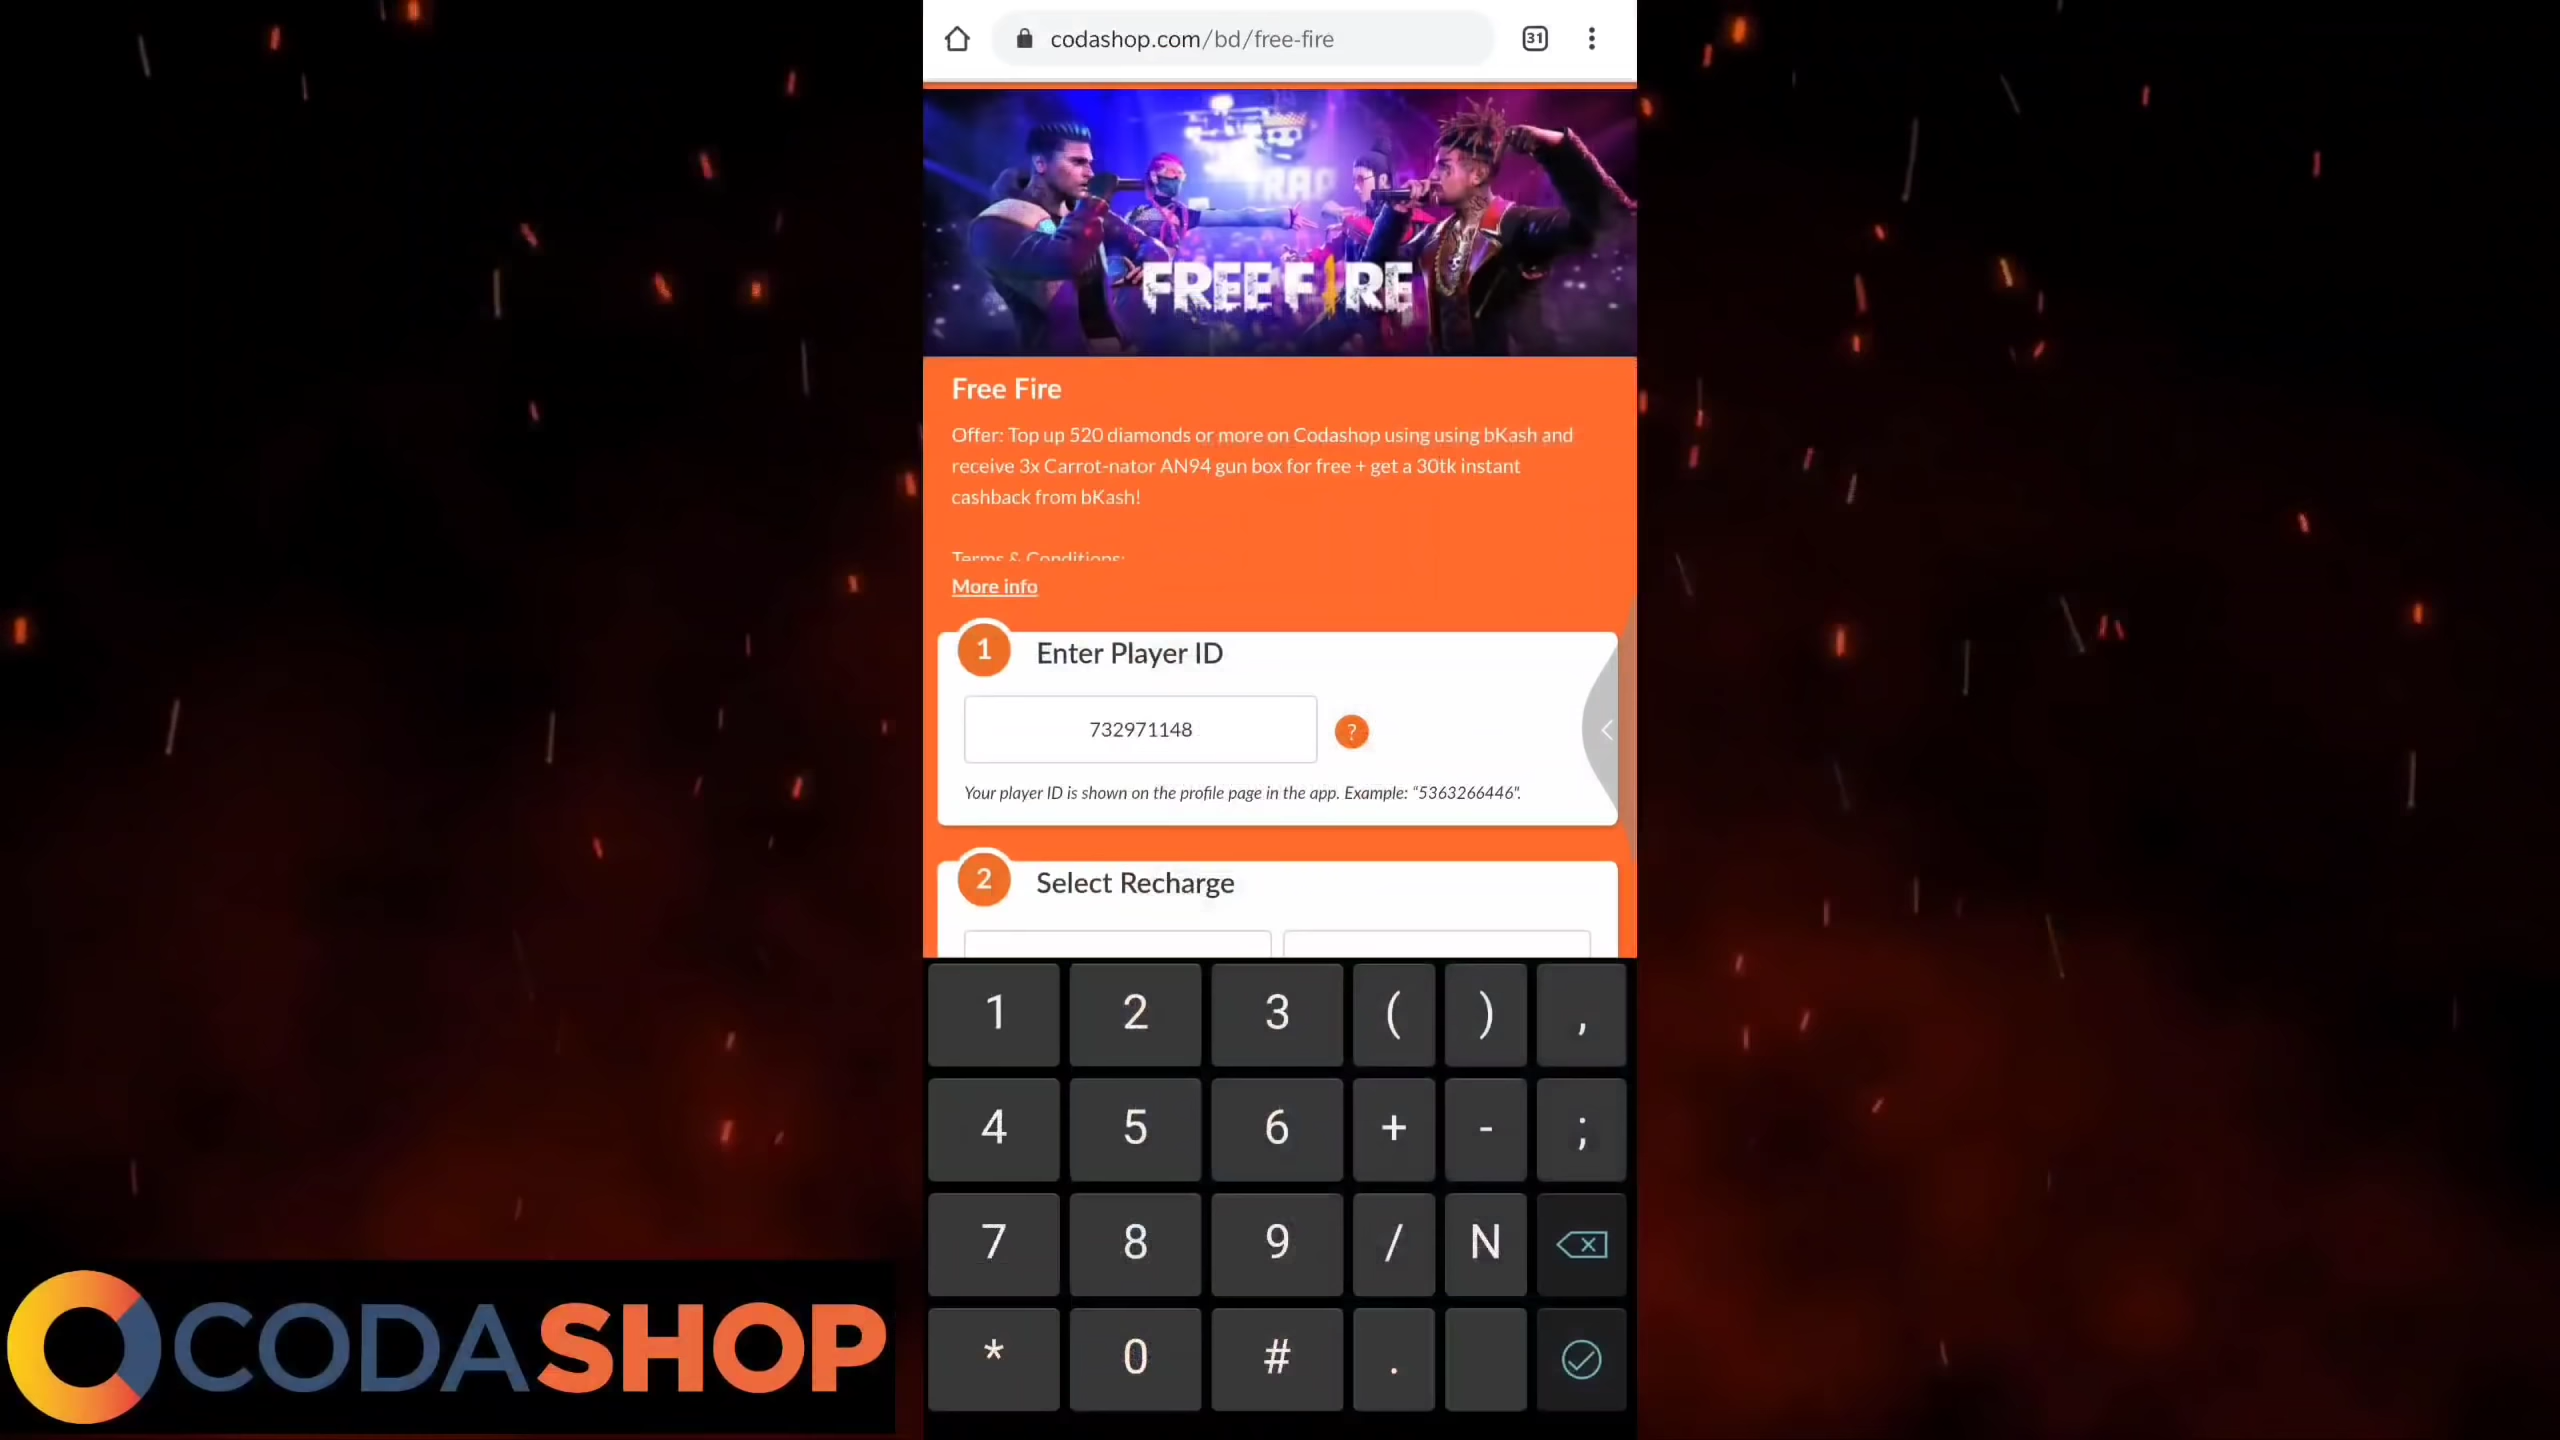 codashop.com/bd/free-fire
31
TRAP
FREE FIRE
Free Fire
Offer: Top up 520 diamonds or more on Codashop using using bKash and
receive 3x Carrot-nator AN94 gun box for free + get a 30tk instant
cashback from bKash!
Terms & Conditions:
More info
1 Enter Player ID
732971148 ?
Your player ID is shown on the profile page in the app. Example: "5363266446".
2 Select Recharge
1 2 3 ( ) ,
4 5 6 + - ;
7 8 9 / N
* 0 # .
CODASHOP